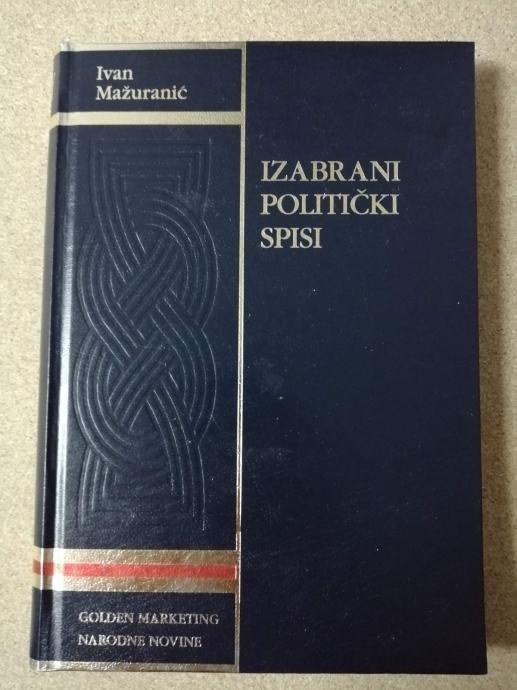 Ivan
Mažuranić
IZABRANI
POLITIČKI
SPISI
GOLDEN MARKETING
NARODNE NOVINE